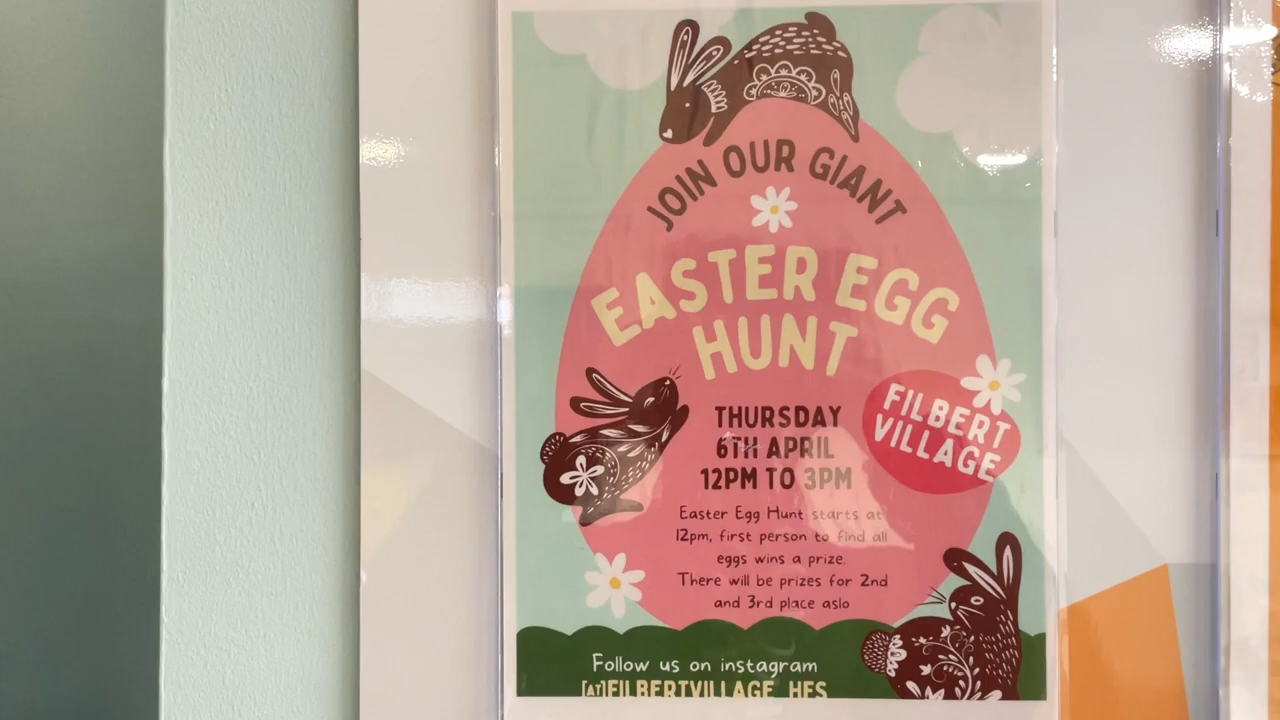 JOIN OUR GIANT
EASTER EGG
HUNT
FILBERT
VILLAGE
THURSDAY
6TH APRIL
12PM TO 3PM
Easter Egg Hunt starts at
12pm, first person to find all
eggs wins a prize.
There will be prizes for 2nd
and 3rd place aslo
Follow us on instagram
[AT]FILBERTVILLAGE_HES